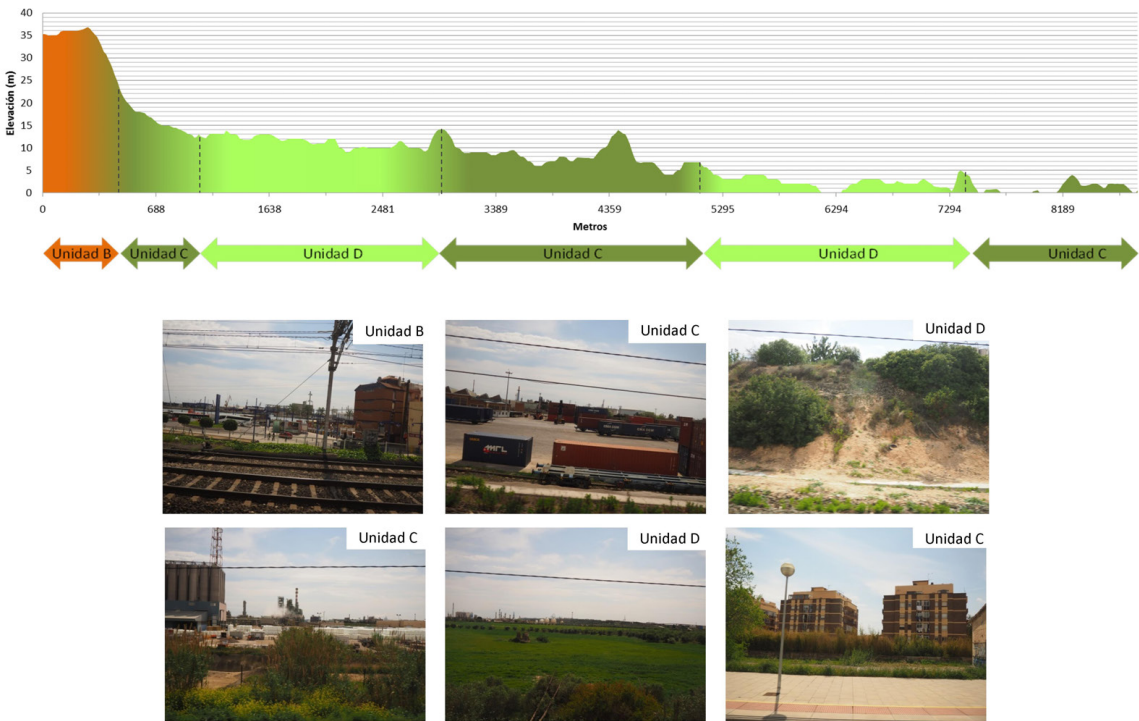 40
35
30
25
20
15
10
5
0
Elevación (m)
0 688 1638 2481 3389 4359 5295 6294 7294 8189
Metros
Unidad B Unidad C Unidad D Unidad C Unidad D Unidad C
Unidad B Unidad C Unidad D
Unidad C Unidad D Unidad C